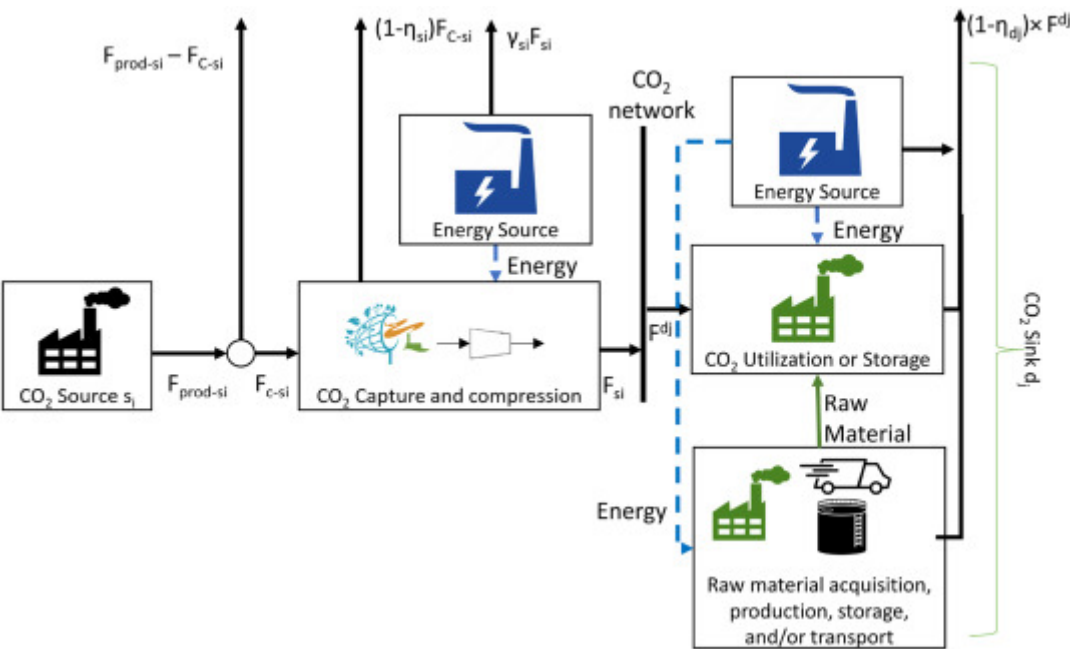 (1-ηsi)FC-si
γsiFsi
(1-ηdj)× Fdj
Fprod-si – FC-si
CO2
network
Energy Source
Energy Source
Energy
Energy
CO2 Source si
Fprod-si
Fc-si
CO2 Capture and compression
Fsi
Fdj
CO2 Utilization or Storage
CO2 Sink dj
Raw
Material
Energy
Raw material acquisition,
production, storage,
and/or transport